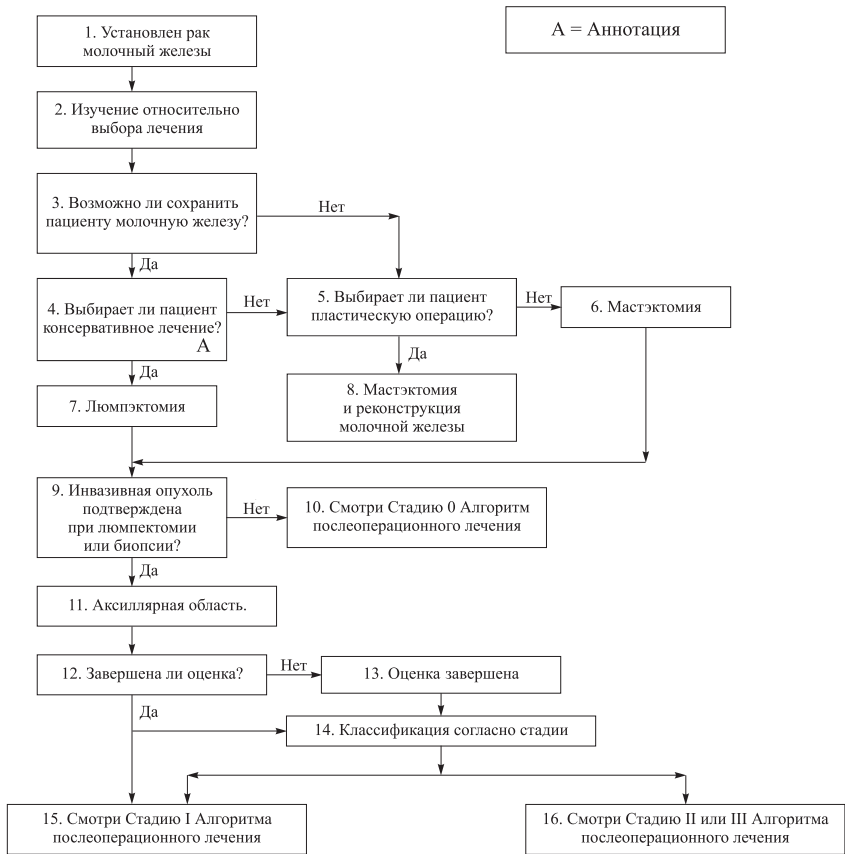 1. Установлен рак
молочный железы
А = Аннотация
2. Изучение относительно
выбора лечения
3. Возможно ли сохранить
пациенту молочную железу?
Нет
Да
4. Выбирает ли пациент
консервативное лечение?
А
Нет
5. Выбирает ли пациент
пластическую операцию?
Нет
6. Мастэктомия
Да
Да
7. Люмпэктомия
8. Мастэктомия
и реконструкция
молочной железы
9. Инвазивная опухоль
подтверждена
при люмпектомии
или биопсии?
Нет
10. Смотри Стадию 0 Алгоритм
послеоперационного лечения
Да
11. Аксиллярная область.
12. Завершена ли оценка?
Нет
13. Оценка завершена
Да
14. Классификация согласно стадии
15. Смотри Стадию I Алгоритма
послеоперационного лечения
16. Смотри Стадию II или III Алгоритма
послеоперационного лечения